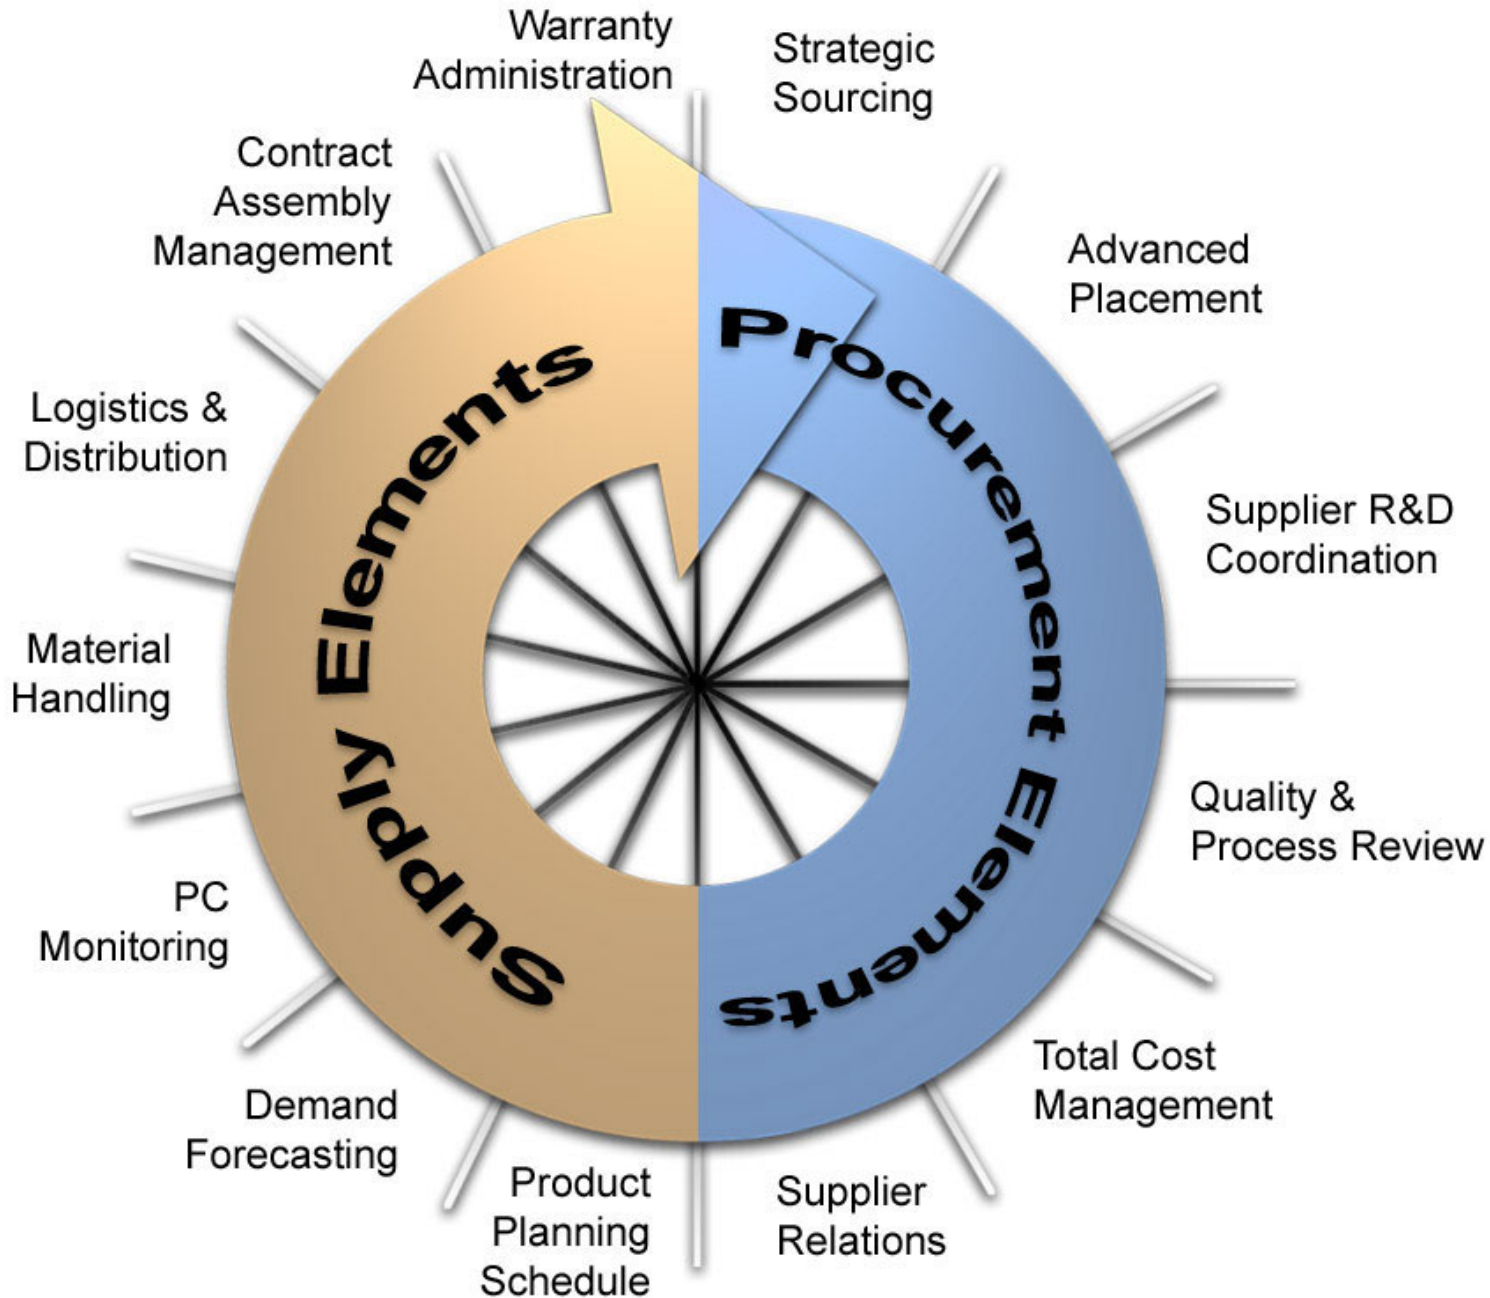 Warranty
Administration
Strategic
Sourcing
Contract
Assembly
Management
Advanced
Placement
Logistics &
Distribution
Supplier R&D
Coordination
Material
Handling
Quality &
Process Review
PC
Monitoring
Total Cost
Management
Demand
Forecasting
Product
Planning
Schedule
Supplier
Relations
Supply Elements
Procurement Elements